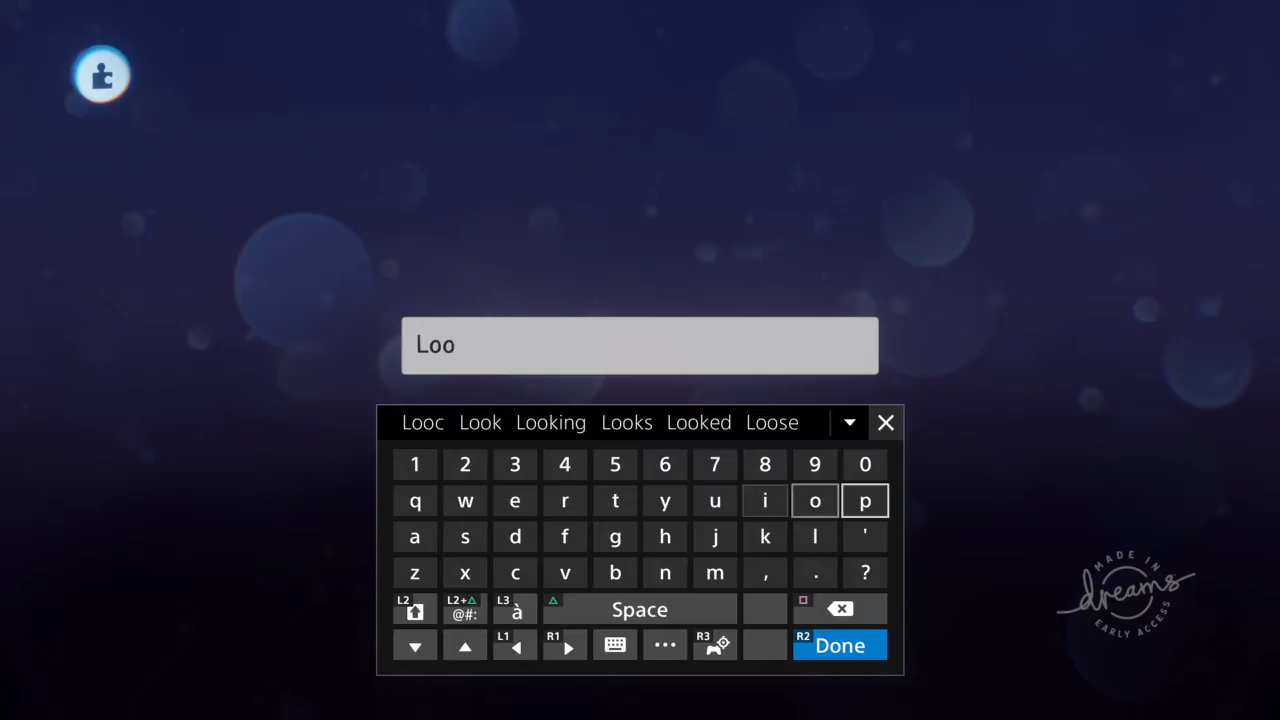 Loo
Looc Look Looking Looks Looked Loose
1 2 3 4 5 6 7 8 9 0
q w e r t y u i o p
a s d f g h j k l '
z x c v b n m , . ?
L2 L2+△ @#: L3 à △ Space □
L1 R1 ... R3 R2 Done
MADE IN
dreams
EARLY ACCESS